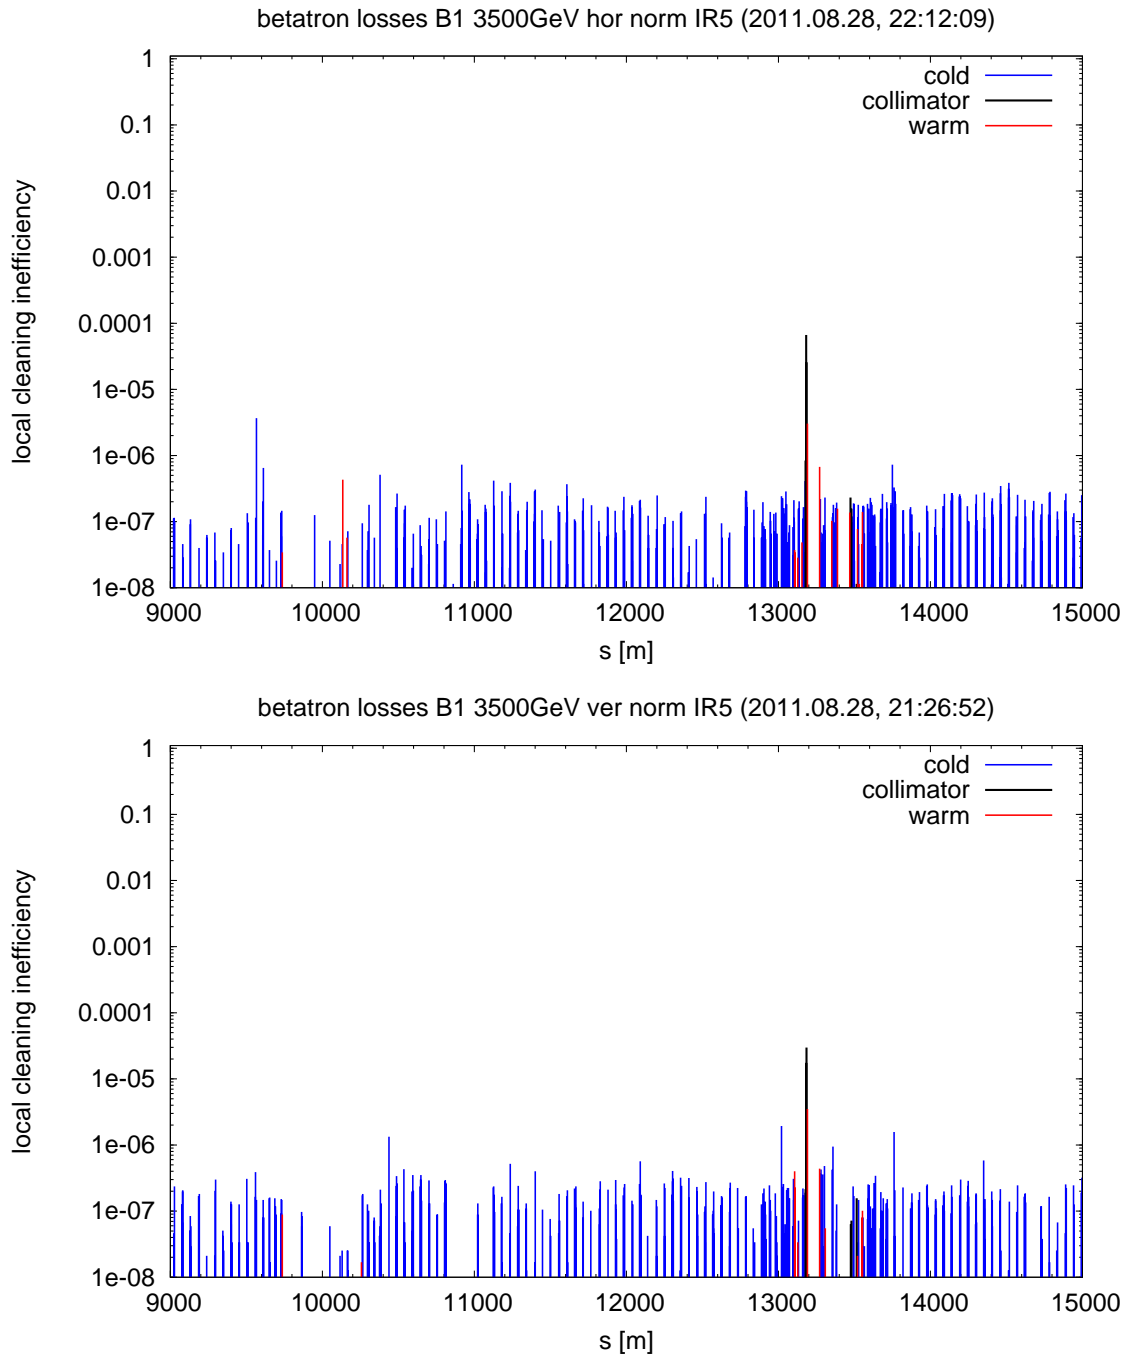 betatron losses B1 3500GeV hor norm IR5 (2011.08.28, 22:12:09)
local cleaning inefficiency
1
0.1
0.01
0.001
0.0001
1e-05
1e-06
1e-07
1e-08
cold
collimator
warm
9000 10000 11000 12000 13000 14000 15000
s [m]
betatron losses B1 3500GeV ver norm IR5 (2011.08.28, 21:26:52)
local cleaning inefficiency
1
0.1
0.01
0.001
0.0001
1e-05
1e-06
1e-07
1e-08
cold
collimator
warm
9000 10000 11000 12000 13000 14000 15000
s [m]